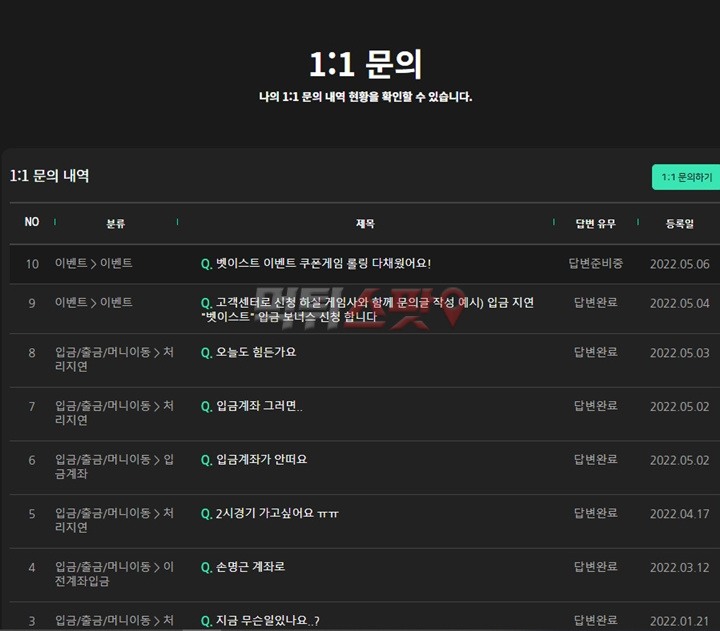 1:1 문의
나의 1:1 문의 내역 현황을 확인할 수 있습니다.
1:1 문의 내역
1:1 문의하기
NO 분류 제목 답변 유무 등록일
10 이벤트 > 이벤트 Q. 벳이스트 이벤트 쿠폰게임 롤링 다채웠어요! 답변준비중 2022.05.06
9 이벤트 > 이벤트 Q. 고객센터로 신청 하실 게임사와 함께 문의글 작성 예시) 입금 지연 답변완료 2022.05.04
"벳이스트" 입금 보너스 신청 합니다
먹튀스팟
8 입금/출금/머니이동 > 처 Q. 오늘도 힘든가요 답변완료 2022.05.03
리지연
7 입금/출금/머니이동 > 처 Q. 입금계좌 그러면.. 답변완료 2022.05.02
리지연
6 입금/출금/머니이동 > 입 Q. 입금계좌가 안떠요 답변완료 2022.05.02
금계좌
5 입금/출금/머니이동 > 처 Q. 2시경기 가고싶어요 ㅠㅠ 답변완료 2022.04.17
리지연
4 입금/출금/머니이동 > 이 Q. 손명근 계좌로 답변완료 2022.03.12
전계좌입금
3 입금/출금/머니이동 > 처 Q. 지금 무슨일있나요..? 답변완료 2022.01.21